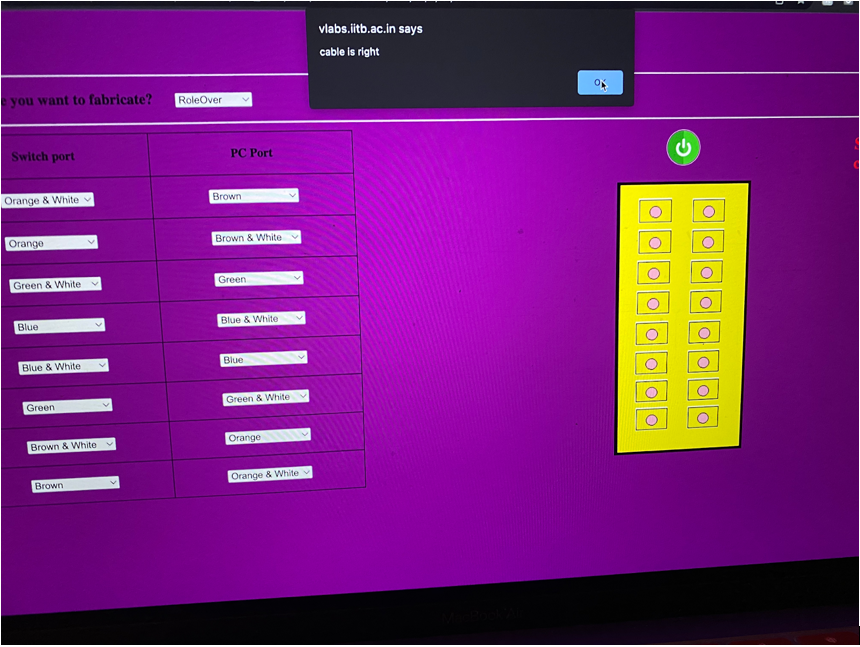 vlabs.iitb.ac.in says
cable is right
e you want to fabricate? RoleOver
Switch port PC Port
Orange & White Brown
Orange Brown & White
Green & White Green
Blue Blue & White
Blue & White Blue
Green Green & White
Brown & White Orange
Brown Orange & White